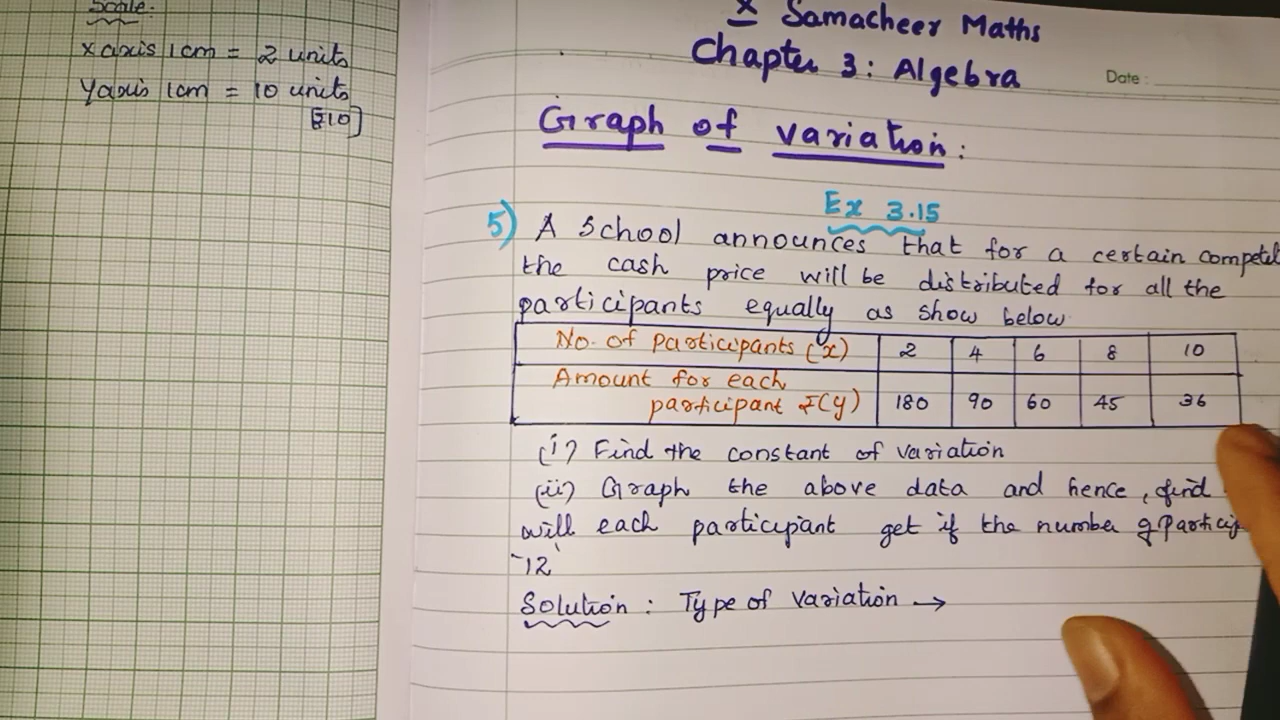 Scale:
x axis 1cm = 2 units
Y axis 1cm = 10 units
X Samacheer Maths
Chapter 3: Algebra
Date:
Graph of variation:
Ex 3.15
5) A School announces that for a certain
the cash price will be distributed for all the
participants equally as show below
No. of participants (x) 2 4 6 8 10
Amount for each
participant ₹(y) 180 90 60 45 36
(i) Find the constant of variation
(ii) Graph the above data and hence, find
will each participant get if the number of
12
Solution: Type of variation →